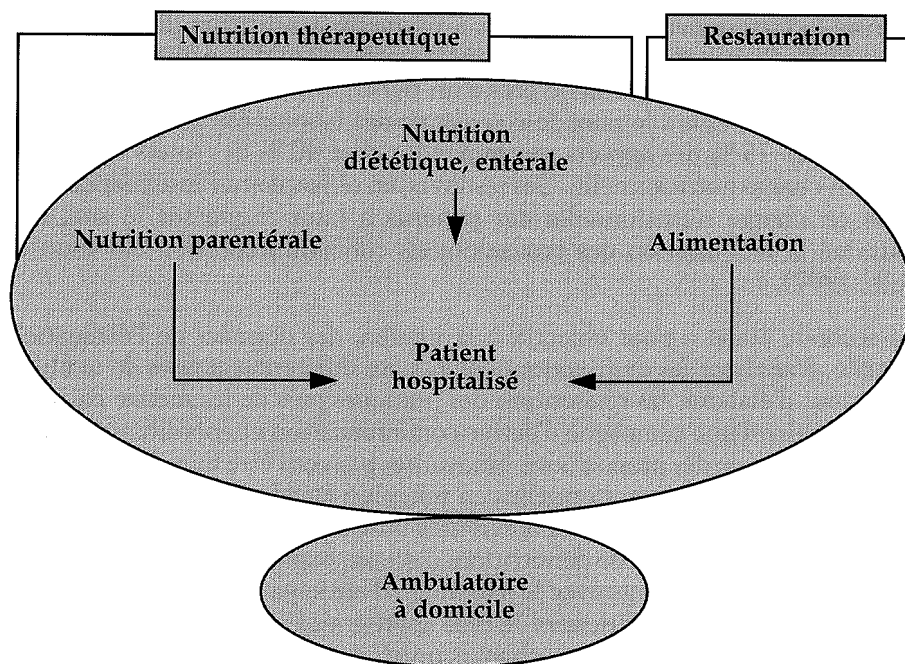 Nutrition thérapeutique
Restauration
Nutrition
diététique, entérale
Nutrition parentérale
Alimentation
Patient
hospitalisé
Ambulatoire
à domicile